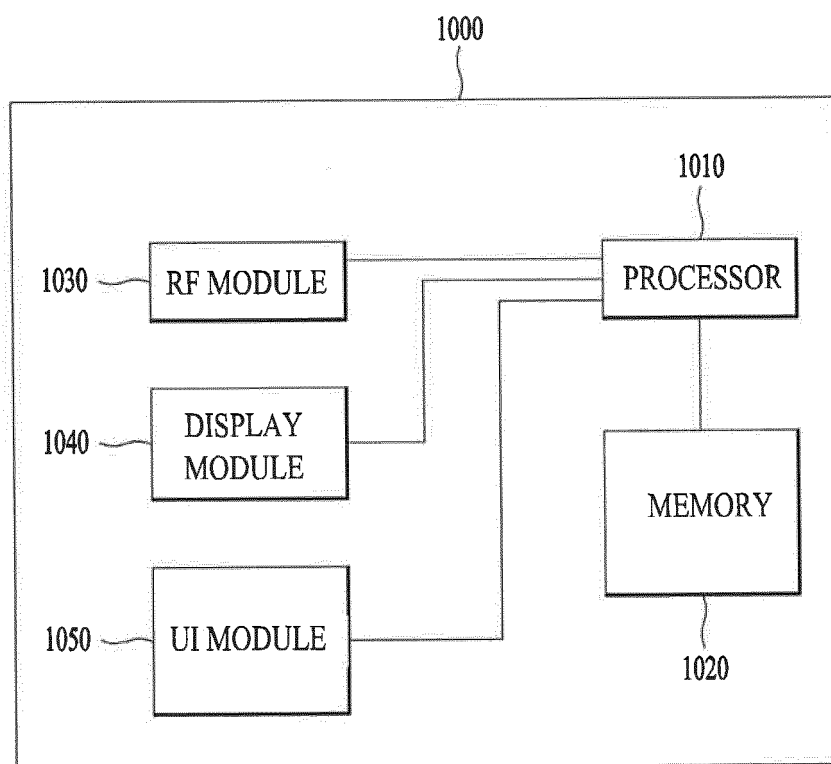 1000
1010
1030
RF MODULE
PROCESSOR
1040
DISPLAY
MODULE
MEMORY
1050
UI MODULE
1020